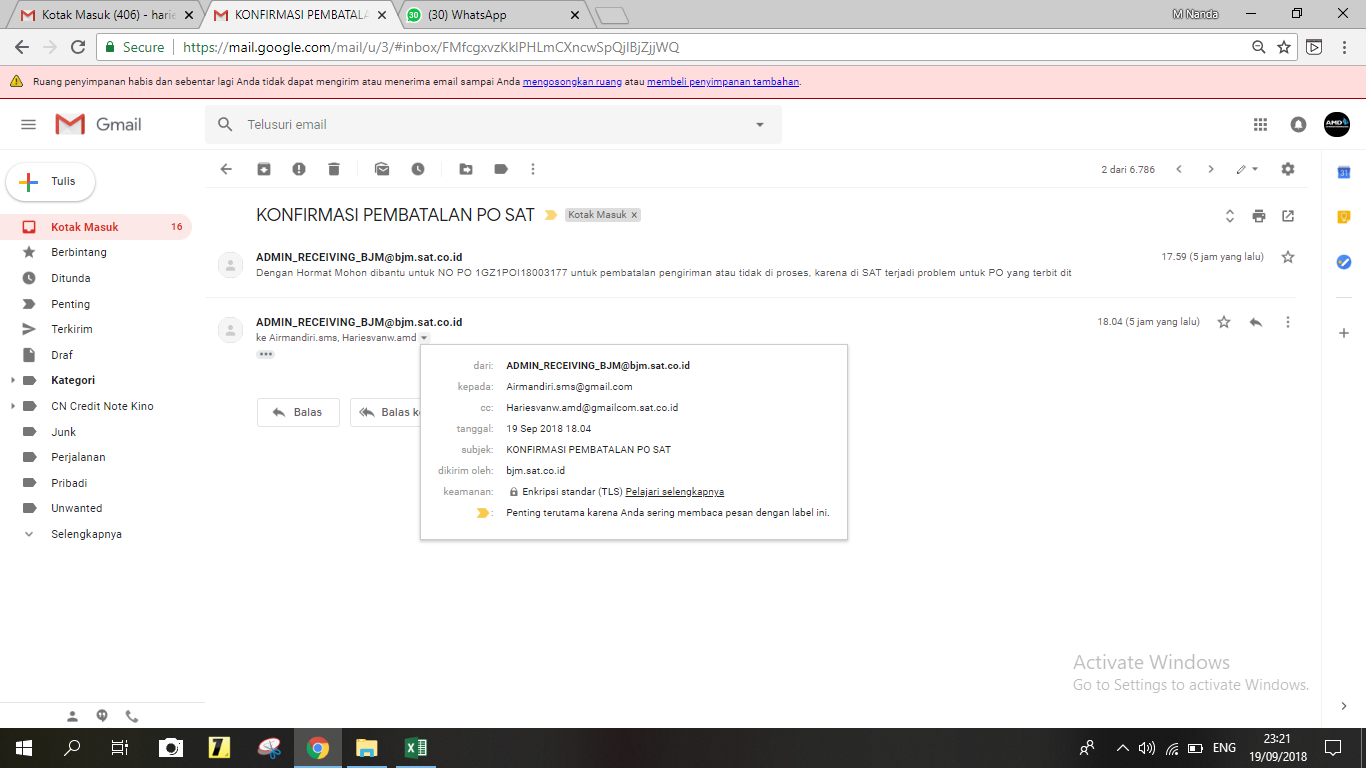 Kotak Masuk (406) - harie
KONFIRMASI PEMBATALA
(30) WhatsApp
M Nanda
Secure
https://mail.google.com/mail/u/3/#inbox/FMfcgxvzKklPHLmCXncwSpQjlBjZjjWQ
Ruang penyimpanan habis dan sebentar lagi Anda tidak dapat mengirim atau menerima email sampai Anda mengosongkan ruang atau membeli penyimpanan tambahan.
Gmail
Telusuri email
AMD
Tulis
2 dari 6.786
31
Kotak Masuk 16
Berbintang
Ditunda
Penting
Terkirim
Draf
Kategori
CN Credit Note Kino
Junk
Perjalanan
Pribadi
Unwanted
Selengkapnya
KONFIRMASI PEMBATALAN PO SAT
Kotak Masuk x
ADMIN_RECEIVING_BJM@bjm.sat.co.id
17.59 (5 jam yang lalu)
Dengan Hormat Mohon dibantu untuk NO PO 1GZ1POI18003177 untuk pembatalan pengiriman atau tidak di proses, karena di SAT terjadi problem untuk PO yang terbit dit
ADMIN_RECEIVING_BJM@bjm.sat.co.id
18.04 (5 jam yang lalu)
ke Airmandiri.sms, Hariesvanw.amd
dari: ADMIN_RECEIVING_BJM@bjm.sat.co.id
kepada: Airmandiri.sms@gmail.com
cc: Hariesvanw.amd@gmailcom.sat.co.id
tanggal: 19 Sep 2018 18.04
subjek: KONFIRMASI PEMBATALAN PO SAT
dikirim oleh: bjm.sat.co.id
keamanan: Enkripsi standar (TLS) Pelajari selengkapnya
: Penting terutama karena Anda sering membaca pesan dengan label ini.
Balas
Balas ke
Activate Windows
Go to Settings to activate Windows.
ENG
23:21
19/09/2018